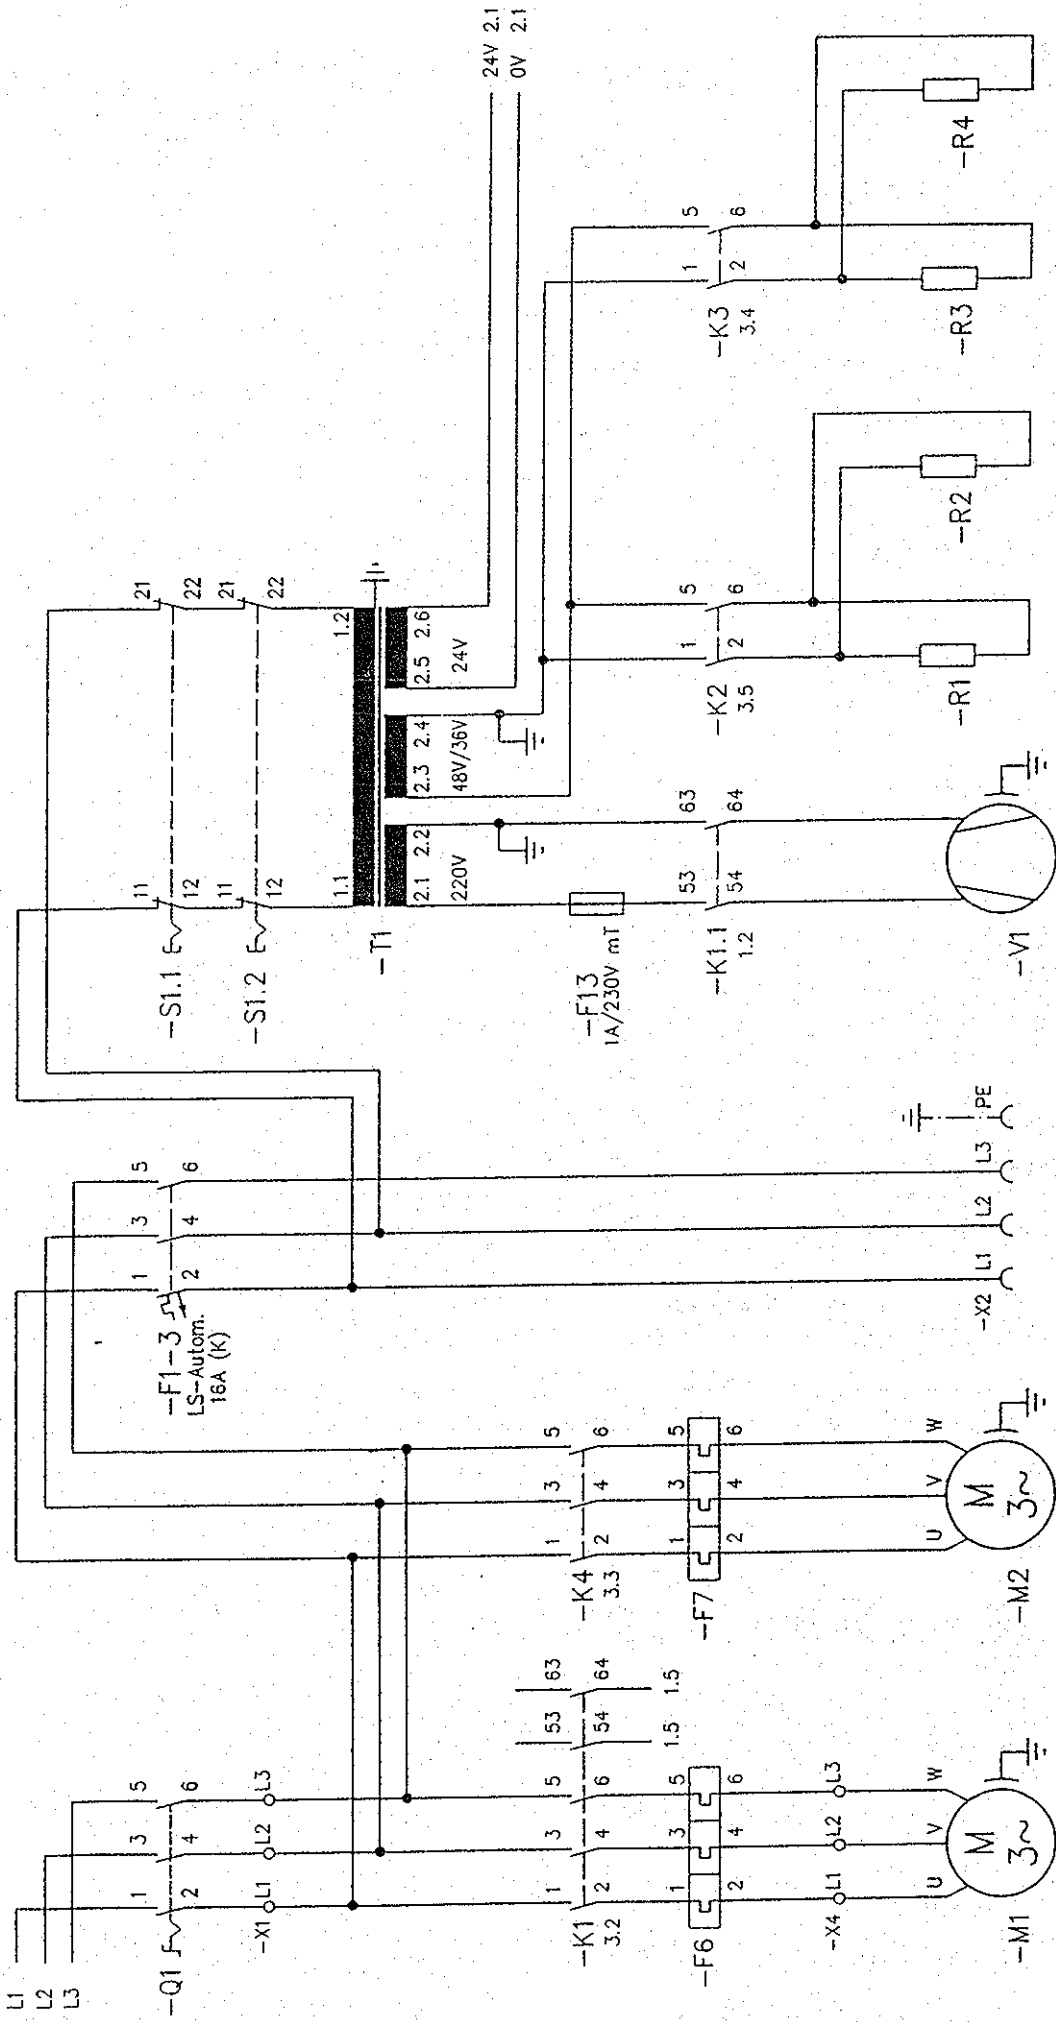 L1
L2
L3
-Q1
1
2
3
4
5
6
-X1
L1
L2
L3
-K1
3.2
1
2
3
4
5
6
53
54
1.5
63
64
1.5
-F6
1
2
3
4
5
6
-X4
L1
L2
L3
U
V
W
M
3~
-M1
-K4
3.3
1
2
3
4
5
6
-F7
1
2
3
4
5
6
U
V
W
M
3~
-M2
-F1-3
LS-Autom.
16A (K)
1
2
3
4
5
6
-X2
L1
L2
L3
PE
-S1.1
11
12
21
22
-S1.2
11
12
21
22
-T1
1.1
1.2
2.1 2.2
220V
2.3 2.4
48V/36V
2.5 2.6
24V
24V 2.1
0V 2.1
-F13
1A/230V mT
-K1.1
1.2
53
54
63
64
-V1
-K2
3.5
1
2
5
6
-R1
-R2
-K3
3.4
1
2
5
6
-R3
-R4